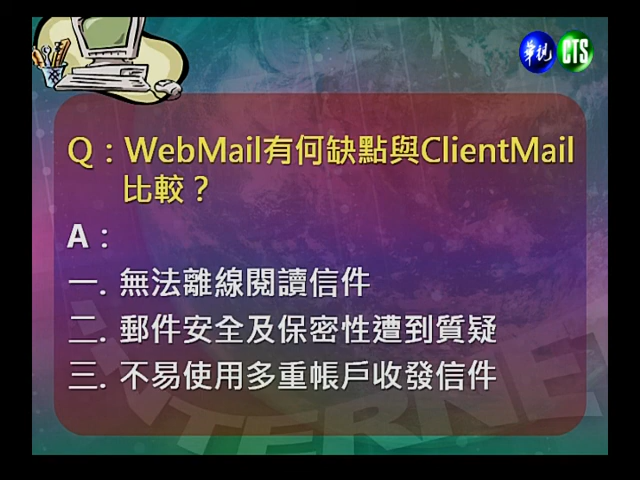 華視 CTS
Q：WebMail有何缺點與ClientMail
比較？
A：
一. 無法離線閱讀信件
二. 郵件安全及保密性遭到質疑
三. 不易使用多重帳戶收發信件